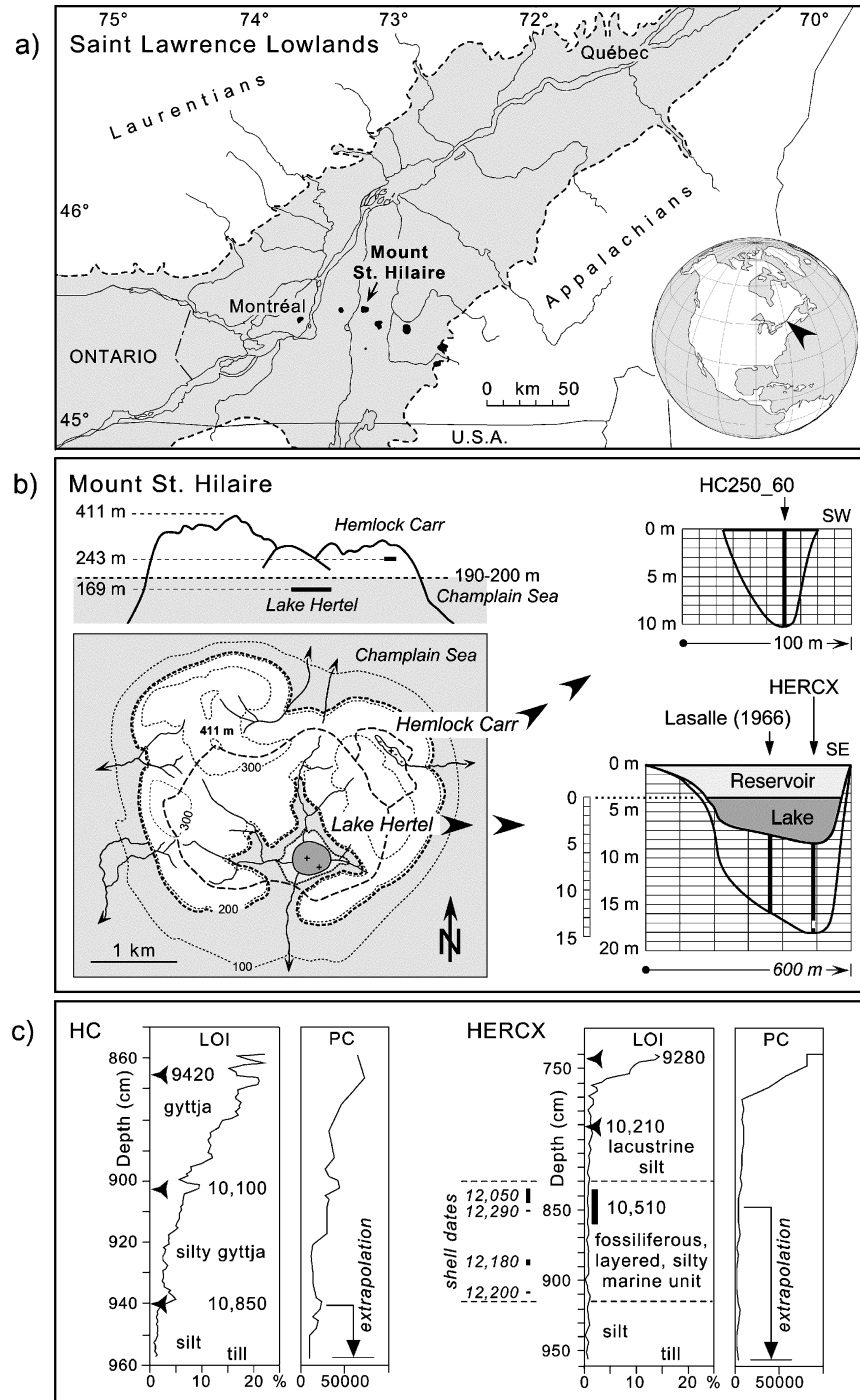 a)
75° 74° 73° 72° 70°
Saint Lawrence Lowlands
Québec
Laurentians
46°
Appalachians
Mount
St. Hilaire
Montréal
ONTARIO
0 km 50
45°
U.S.A.
b)
Mount St. Hilaire
411 m
Hemlock Carr
243 m
190-200 m
169 m
Champlain Sea
Lake Hertel
HC250_60
SW
0 m
5 m
10 m
100 m
Champlain Sea
Hemlock Carr
411 m
300
300
Lake Hertel
200
100
1 km
N
HERCX
Lasalle (1966)
SE
0 m
Reservoir
0
Lake
5 m
5
10 m
10
15 m
15
20 m
600 m
c)
HC
LOI
PC
860
9420
gyttja
Depth (cm)
900
10,100
920
silty gyttja
940
10,850
extrapolation
silt
till
960
0 10 20 %
0 50000
HERCX
LOI
PC
9280
750
Depth (cm)
10,210
lacustrine
silt
shell dates
12,050
12,290
12,180
12,200
850
10,510
fossiliferous,
layered, silty
marine unit
900
extrapolation
silt
till
950
0 10 20 %
0 50000